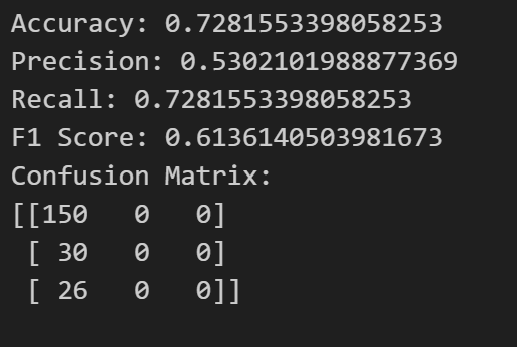 Accuracy: 0.7281553398058253
Precision: 0.5302101988877369
Recall: 0.7281553398058253
F1 Score: 0.6136140503981673
Confusion Matrix:
[[150   0   0]
 [ 30   0   0]
 [ 26   0   0]]